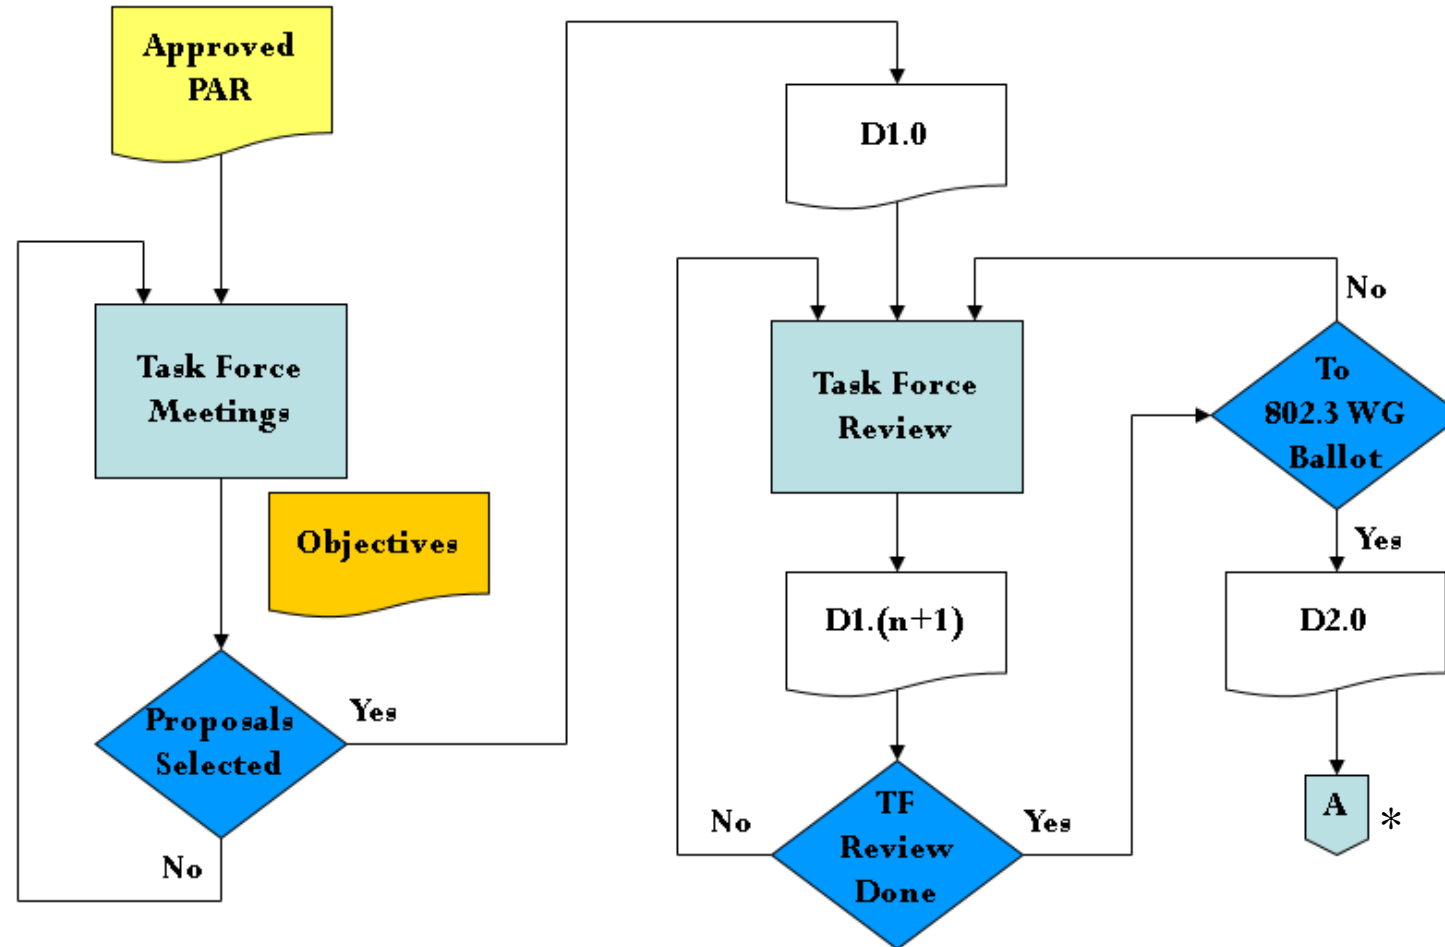 Approved
PAR
Task Force
Meetings
Objectives
Proposals
Selected
Yes
No
D1.0
Task Force
Review
D1.(n+1)
TF
Review
Done
No
Yes
To
802.3 WG
Ballot
No
Yes
D2.0
A *